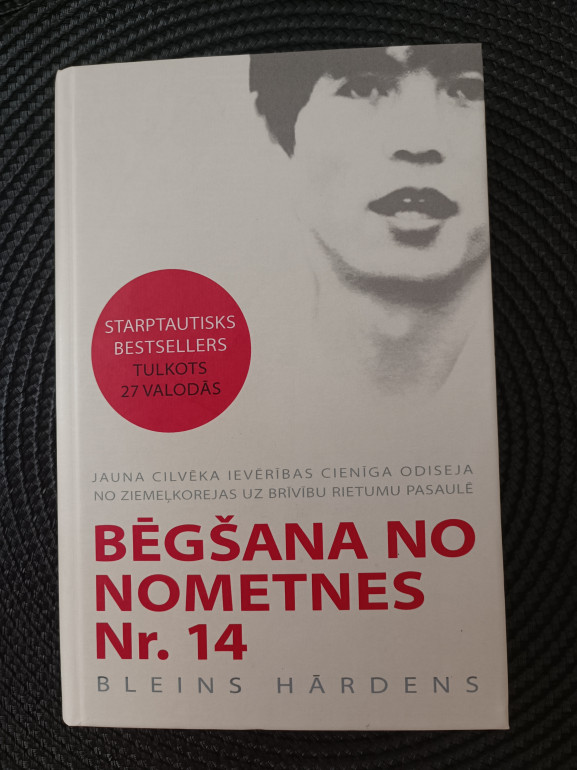 STARPTAUTISKS
BESTSELLERS
TULKOTS
27 VALODĀS
JAUNA CILVĒKA IEVĒRĪBAS CIENĪGA ODISEJA
NO ZIEMEĻKOREJAS UZ BRĪVĪBU RIETUMU PASAULĒ
BĒGŠANA NO
NOMETNES
Nr. 14
BLEINS HĀRDENS